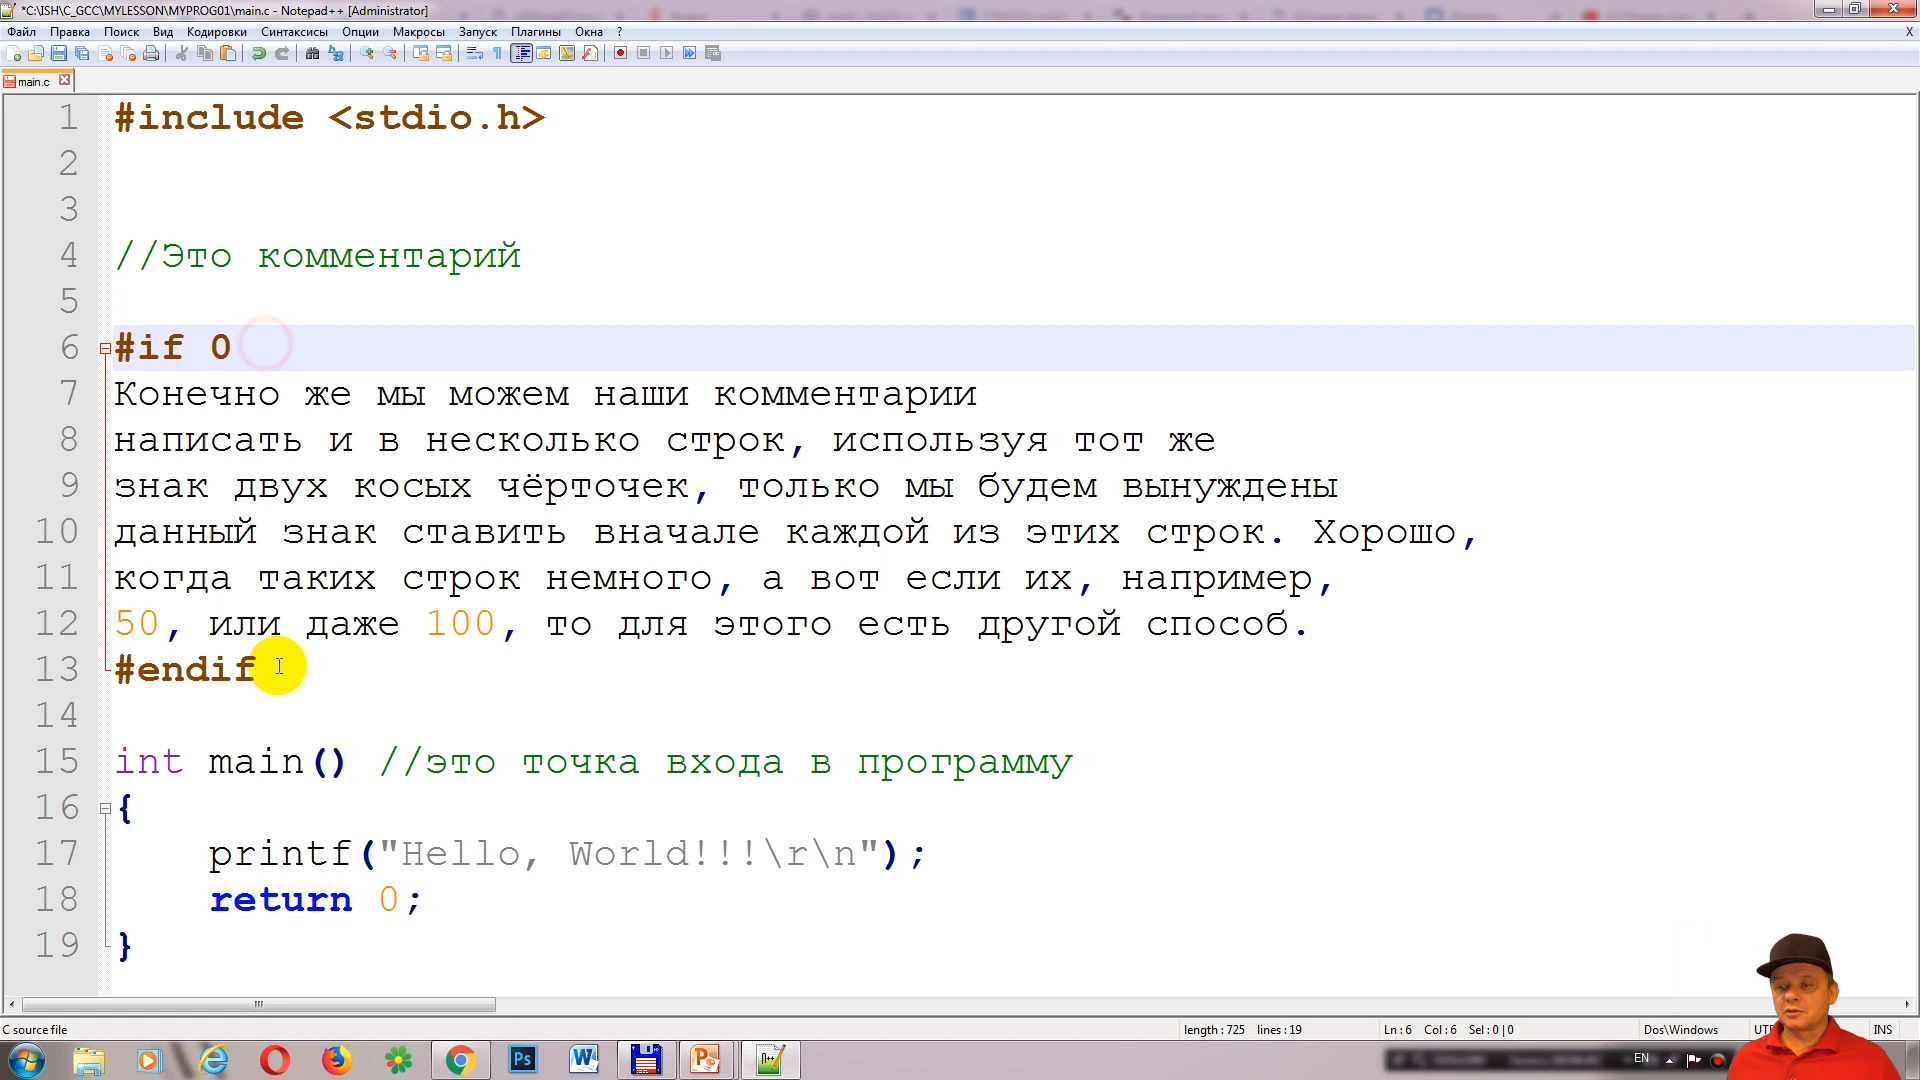 *C:\ISH\C_GCC\MYLESSON\MYPROG01\main.c - Notepad++ [Administrator]
Файл Правка Поиск Вид Кодировки Синтаксисы Опции Макросы Запуск Плагины Окна ? X
main.c
1 #include <stdio.h>
2
3
4 //Это комментарий
5
6 #if 0
7 Конечно же мы можем наши комментарии
8 написать и в несколько строк, используя тот же
9 знак двух косых чёрточек, только мы будем вынуждены
10 данный знак ставить вначале каждой из этих строк. Хорошо,
11 когда таких строк немного, а вот если их, например,
12 50, или даже 100, то для этого есть другой способ.
13 #endif
14
15 int main() //это точка входа в программу
16 {
17 printf("Hello, World!!!\r\n");
18 return 0;
19 }
C source file length : 725 lines : 19 Ln : 6 Col : 6 Sel : 0 | 0 Dos\Windows INS
Ps W P EN